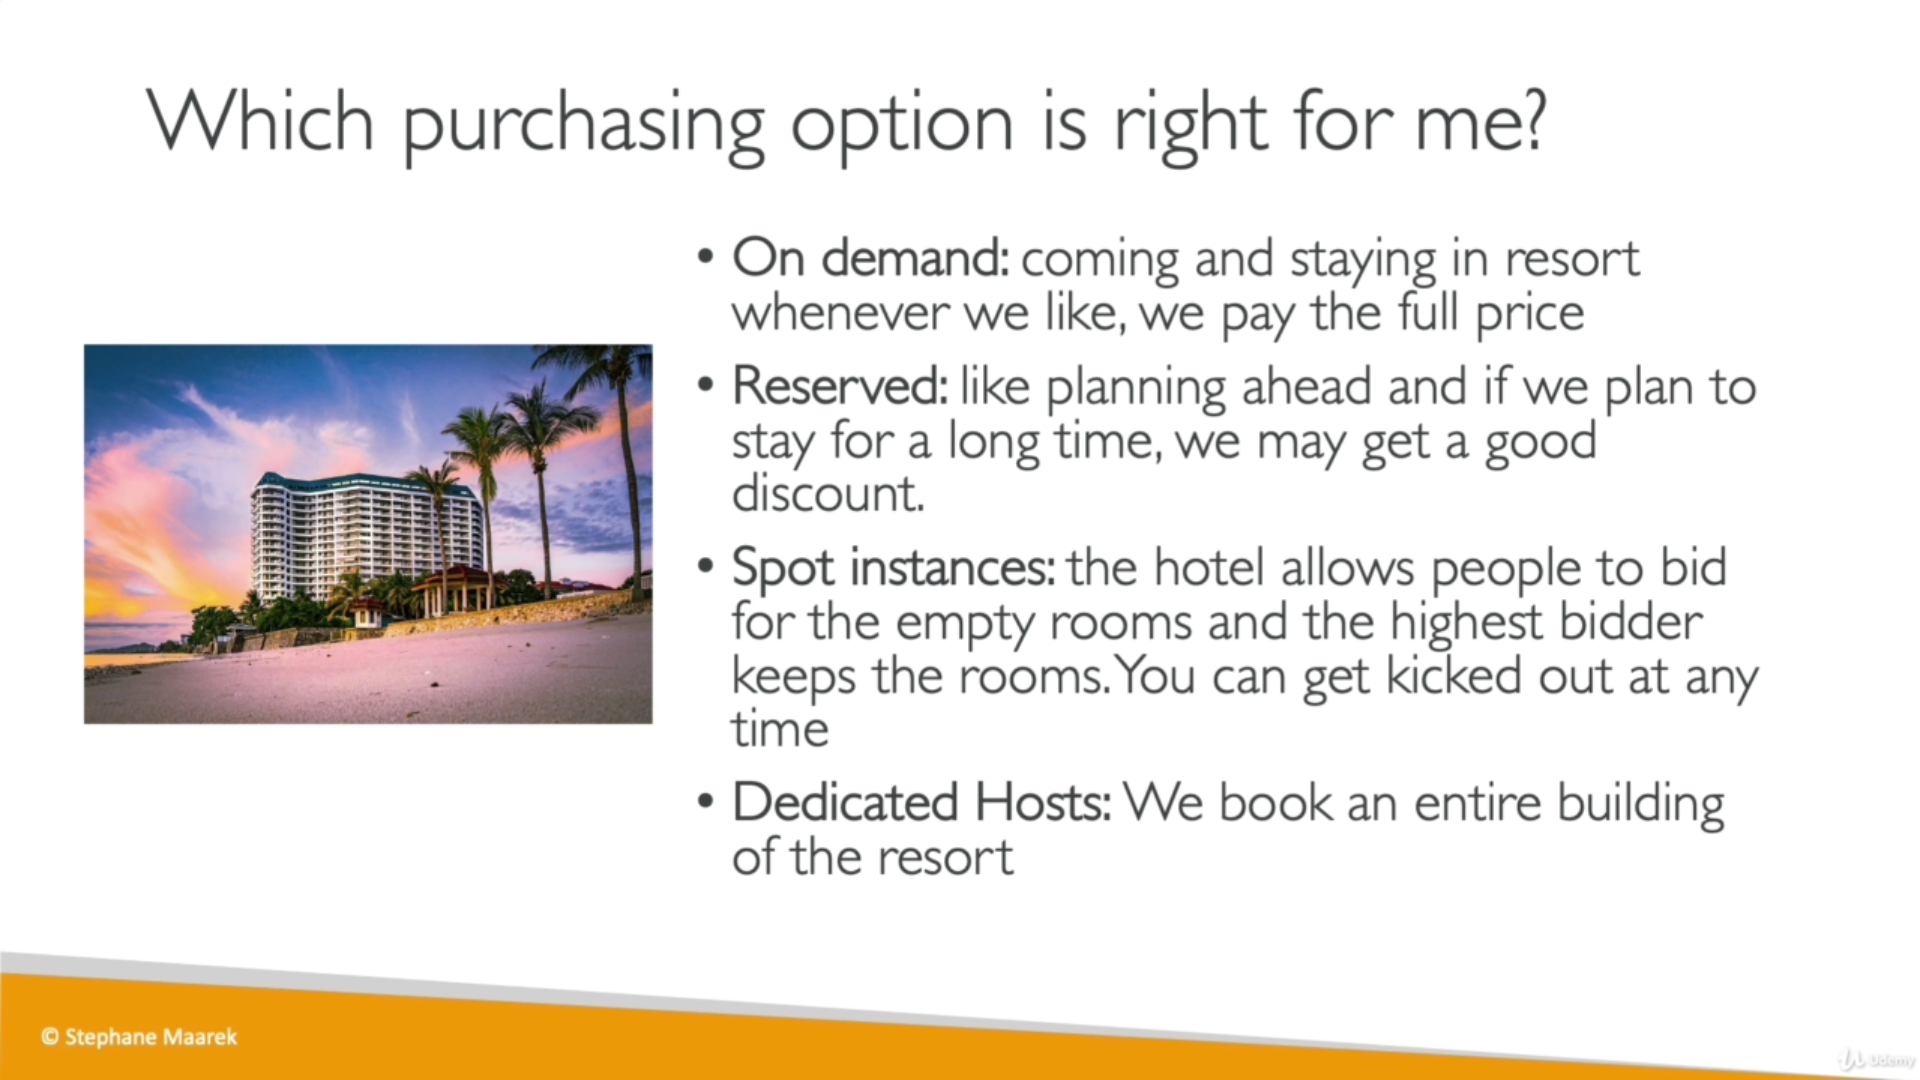 Which purchasing option is right for me?
• On demand: coming and staying in resort
whenever we like, we pay the full price
• Reserved: like planning ahead and if we plan to
stay for a long time, we may get a good
discount.
• Spot instances: the hotel allows people to bid
for the empty rooms and the highest bidder
keeps the rooms. You can get kicked out at any
time
• Dedicated Hosts: We book an entire building
of the resort
© Stephane Maarek
Udemy